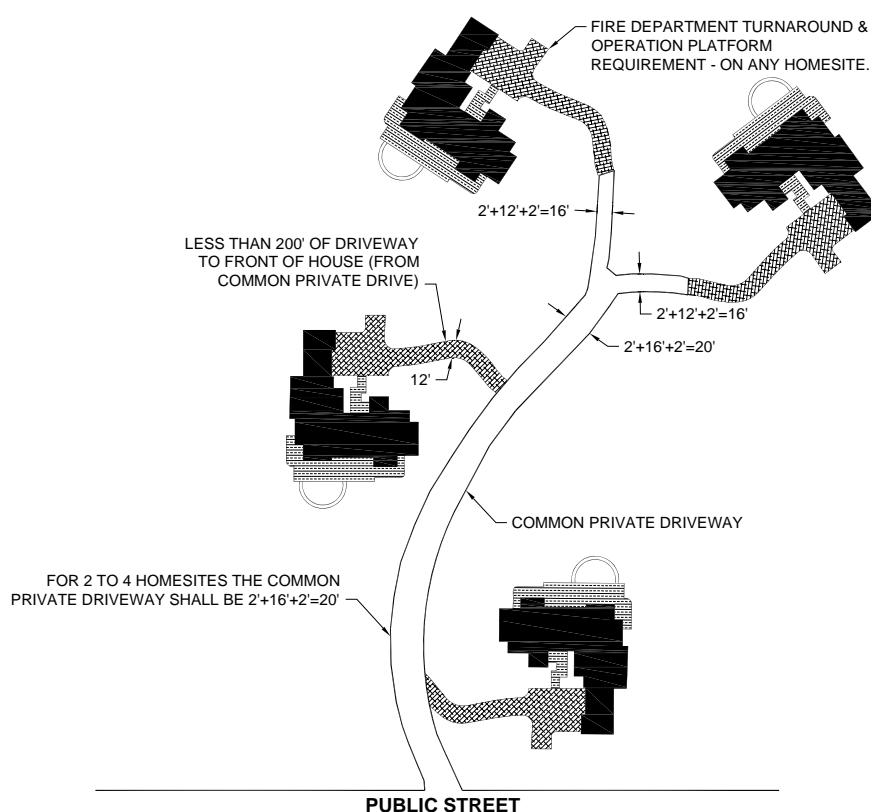 FIRE DEPARTMENT TURNAROUND &
OPERATION PLATFORM
REQUIREMENT - ON ANY HOMESITE.
2'+12'+2'=16'
LESS THAN 200' OF DRIVEWAY
TO FRONT OF HOUSE (FROM
COMMON PRIVATE DRIVE)
2'+12'+2'=16'
2'+16'+2'=20'
12'
COMMON PRIVATE DRIVEWAY
FOR 2 TO 4 HOMESITES THE COMMON
PRIVATE DRIVEWAY SHALL BE 2'+16'+2'=20'
PUBLIC STREET